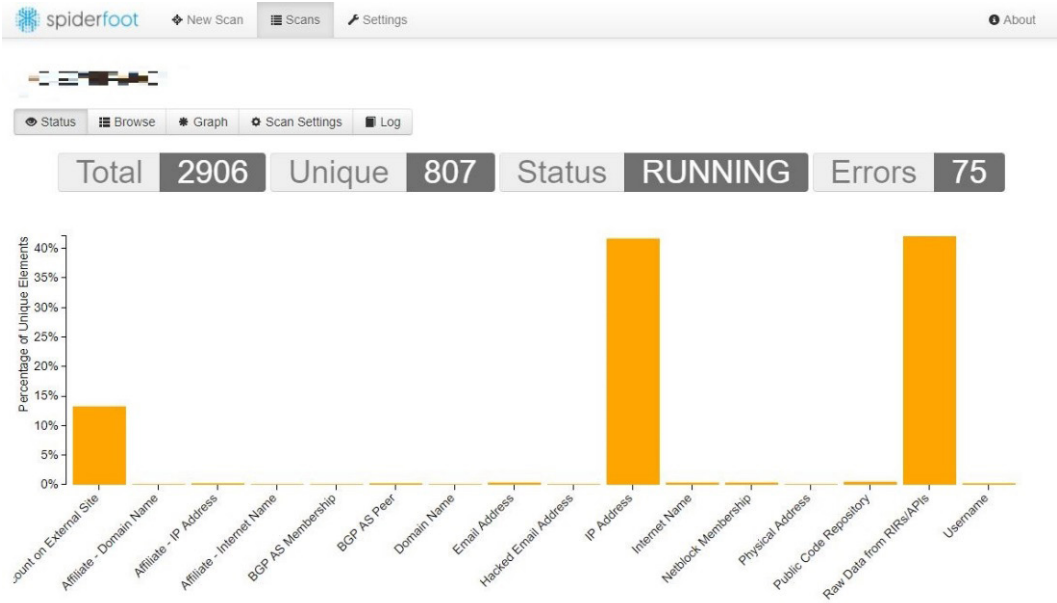 spiderfoot New Scan Scans Settings About
Status Browse Graph Scan Settings Log
Total 2906 Unique 807 Status RUNNING Errors 75
Percentage of Unique Elements
40%
35%
30%
25%
20%
15%
10%
5%
0%
ount on External Site
Affiliate - Domain Name
Affiliate - IP Address
Affiliate - Internet Name
BGP AS Membership
BGP AS Peer
Domain Name
Email Address
Hacked Email Address
IP Address
Internet Name
Netblock Membership
Physical Address
Public Code Repository
Raw Data from RIRs/APIs
Username